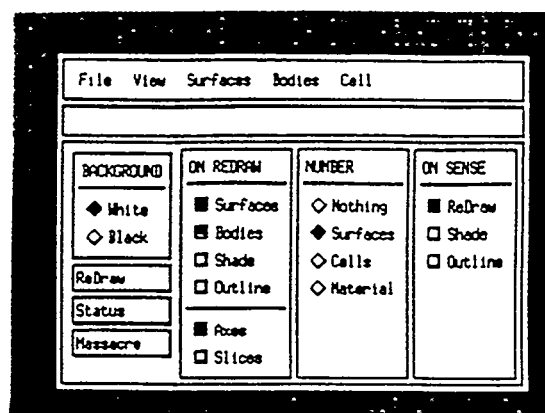 File View Surfaces Bodies Cell
BACKGROUND
White
Black
ReDraw
Status
Massacre
ON REDRAW
Surfaces
Bodies
Shade
Outline
Axes
Slices
NUMBER
Nothing
Surfaces
Cells
Material
ON SENSE
ReDraw
Shade
Outline